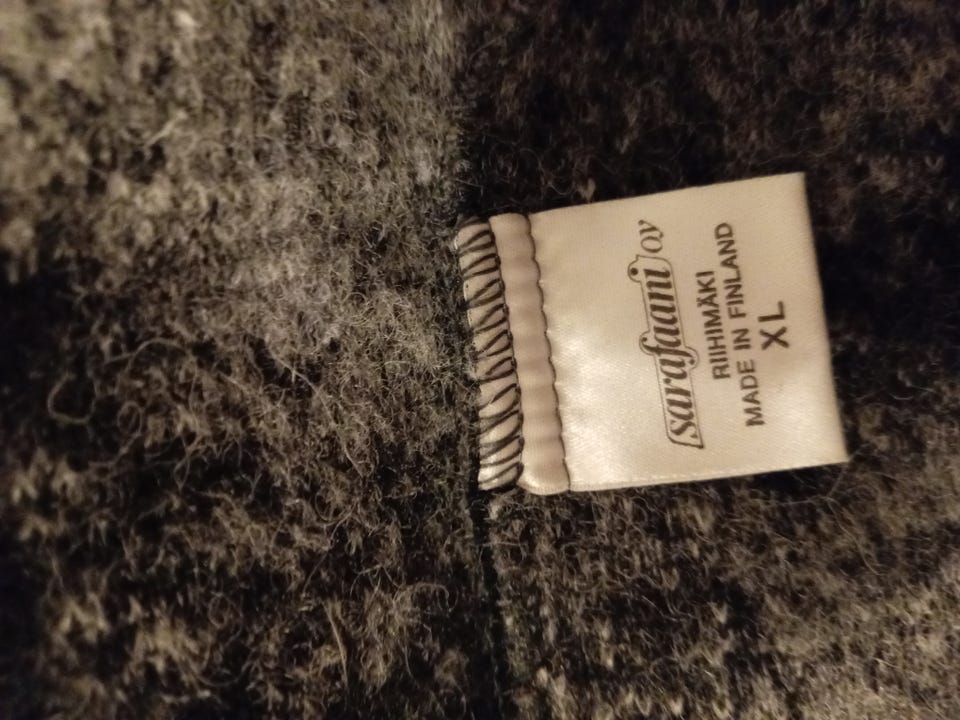 sarafaani oy
RIIHIMÄKI
MADE IN FINLAND
XL